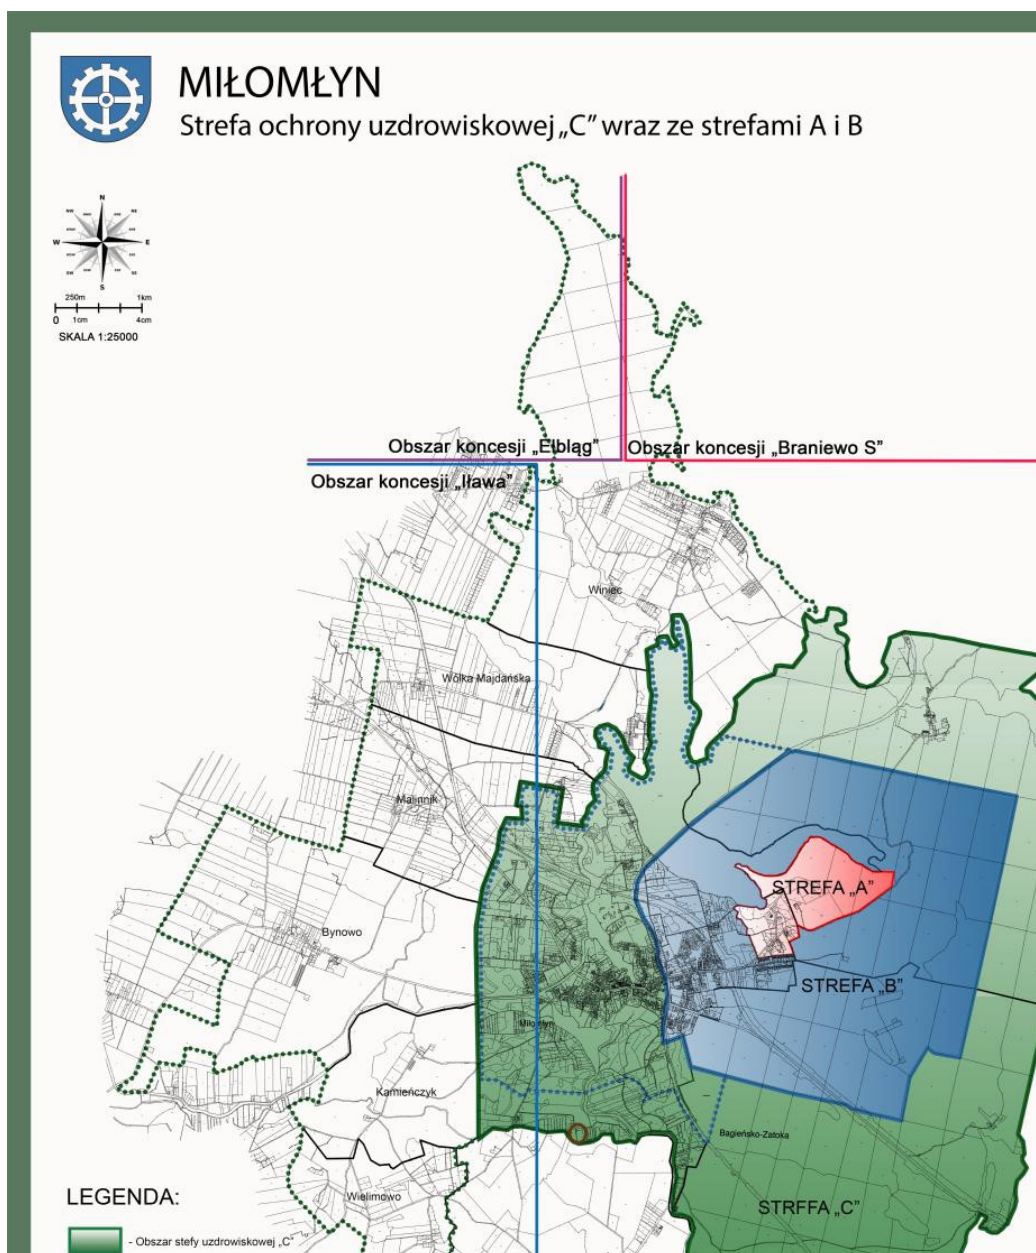 MIŁOMŁYN
Strefa ochrony uzdrowiskowej „C” wraz ze strefami A i B
N
W
E
S
250m 1km
0 1cm 4cm
SKALA 1:25000
Obszar koncesji „Elbląg”
Obszar koncesji „Braniewo S”
Obszar koncesji „Iława”
Winiec
Wólka Majdańska
Malinnik
STREFA „A”
Bynowo
STREFA „B”
Miłomłyn
Kamieńczyk
Bagieńsko-Zatoka
Wielimowo
STRFFA „C”
LEGENDA:
- Obszar stefy uzdrowiskowej „C”